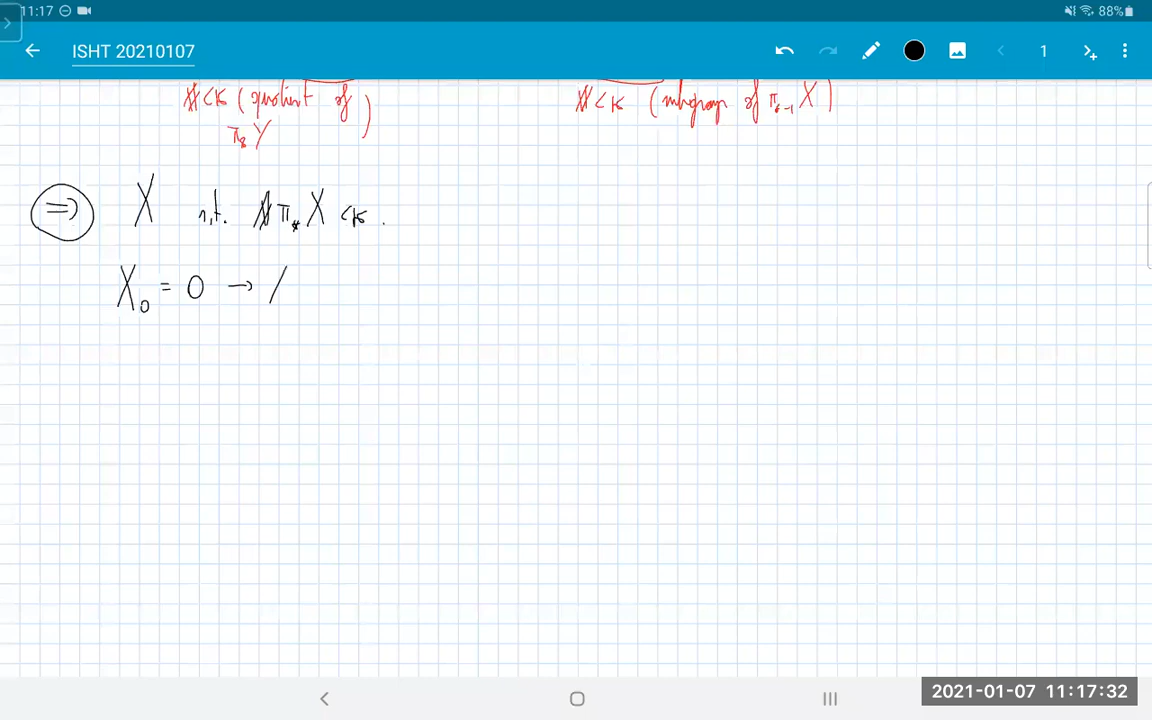 11:17
88%
ISHT 20210107
1
# < κ (quotient of π_* Y)
# < κ (subgroup of π_{*-1} X)
⇒ X s.t. # π_* X < κ.
X_0 = 0 → /
2021-01-07 11:17:32